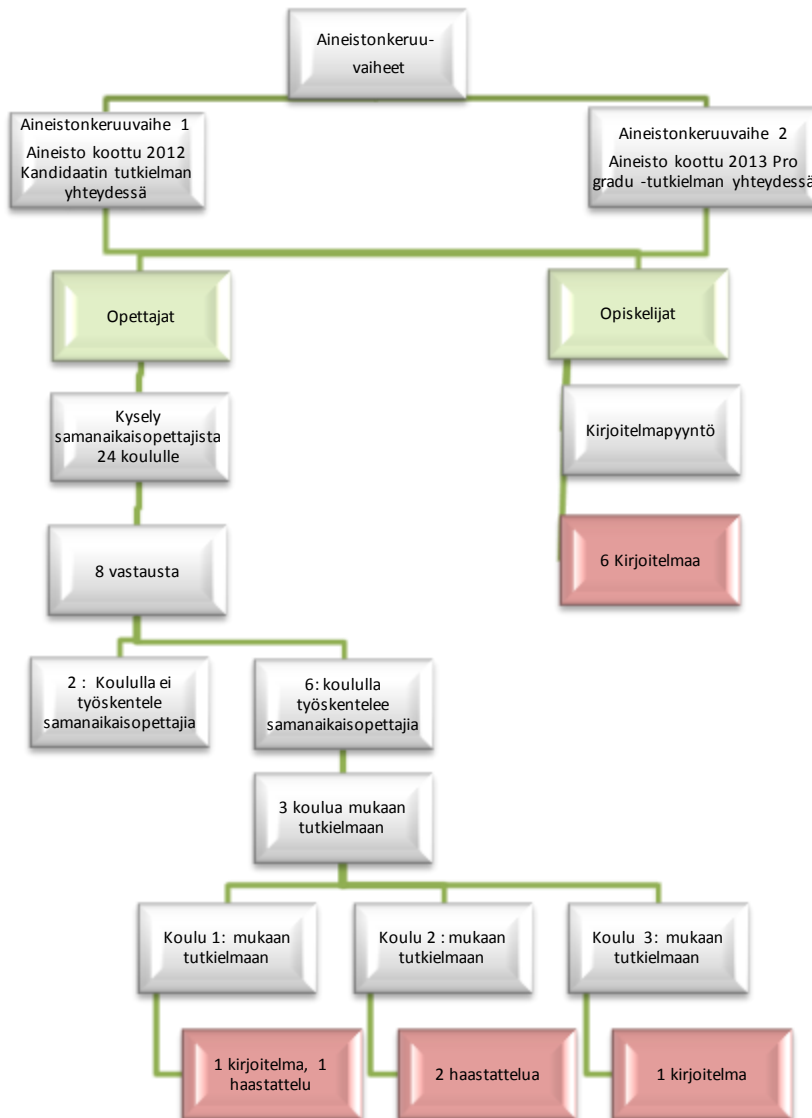 Aineistonkeruu-
vaiheet
Aineistonkeruuvaihe 1
Aineisto koottu 2012
Kandidaatin tutkielman
yhteydessä
Aineistonkeruuvaihe 2
Aineisto koottu 2013 Pro
gradu -tutkielman yhteydessä
Opettajat
Opiskelijat
Kysely
samanaikaisopettajista
24 koululle
Kirjoitelmapyyntö
8 vastausta
6 Kirjoitelmaa
2 : Koululla ei
työskentele
samanaikaisopettajia
6: koululla
työskentelee
samanaikaisopettajia
3 koulua mukaan
tutkielmaan
Koulu 1: mukaan
tutkielmaan
Koulu 2 : mukaan
tutkielmaan
Koulu 3: mukaan
tutkielmaan
1 kirjoitelma, 1
haastattelu
2 haastattelua
1 kirjoitelma